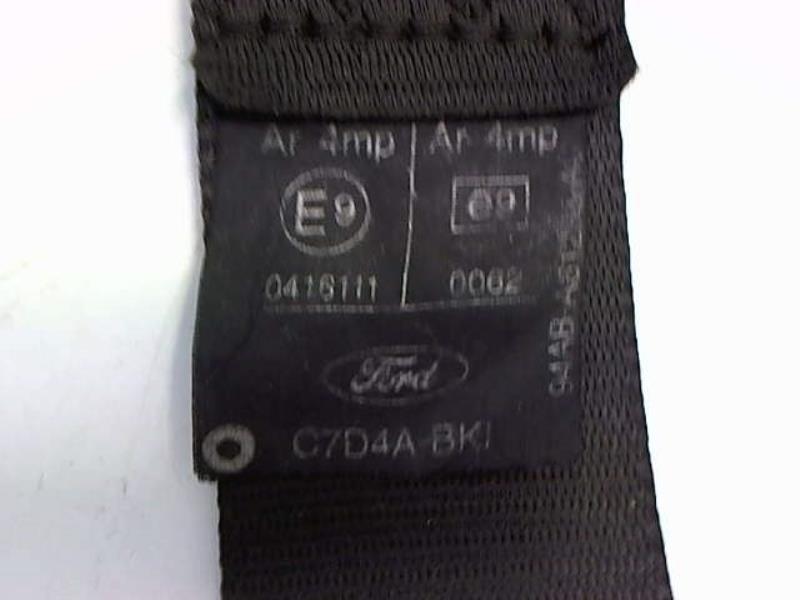 Ar 4mp Ar 4mp
E9 e9
0416111 0062
Ford
C7D4A-BKI